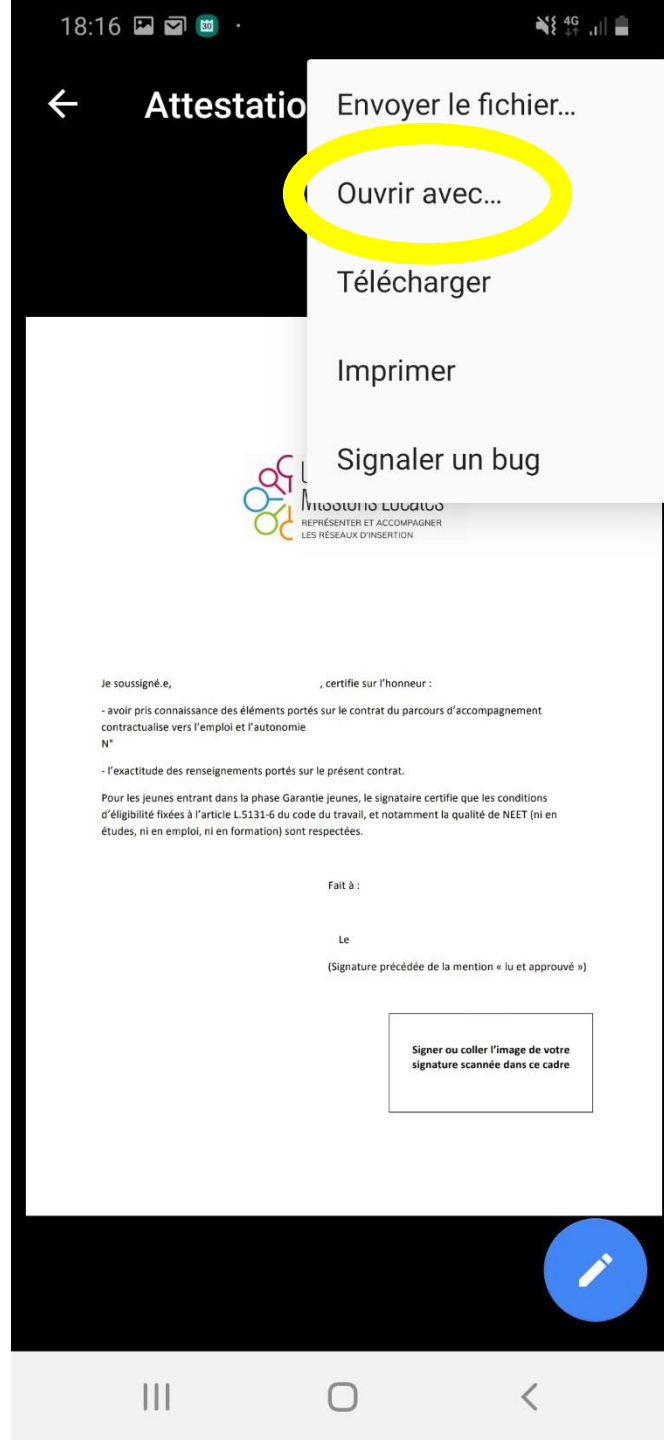 18:16
30
4G
Attestatio
Envoyer le fichier...
Ouvrir avec...
Télécharger
Imprimer
Signaler un bug
Missions Locales
REPRÉSENTER ET ACCOMPAGNER
LES RÉSEAUX D'INSERTION
Je soussigné.e, , certifie sur l'honneur :
- avoir pris connaissance des éléments portés sur le contrat du parcours d'accompagnement
contractualise vers l'emploi et l'autonomie
N°
- l'exactitude des renseignements portés sur le présent contrat.
Pour les jeunes entrant dans la phase Garantie jeunes, le signataire certifie que les conditions
d'éligibilité fixées à l'article L.5131-6 du code du travail, et notamment la qualité de NEET (ni en
études, ni en emploi, ni en formation) sont respectées.
Fait à :
Le
(Signature précédée de la mention « lu et approuvé »)
Signer ou coller l'image de votre
signature scannée dans ce cadre